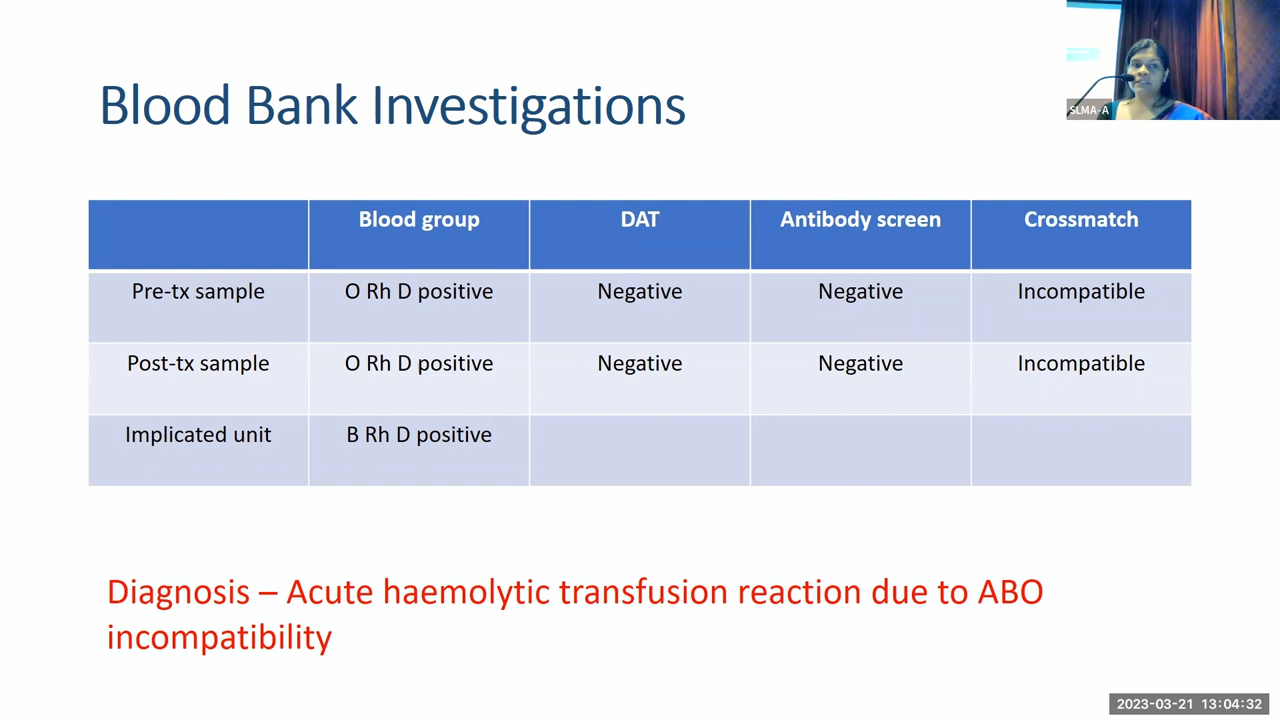 SLMA-A
Blood Bank Investigations
Blood group DAT Antibody screen Crossmatch
Pre-tx sample O Rh D positive Negative Negative Incompatible
Post-tx sample O Rh D positive Negative Negative Incompatible
Implicated unit B Rh D positive
Diagnosis – Acute haemolytic transfusion reaction due to ABO
incompatibility
2023-03-21 13:04:32